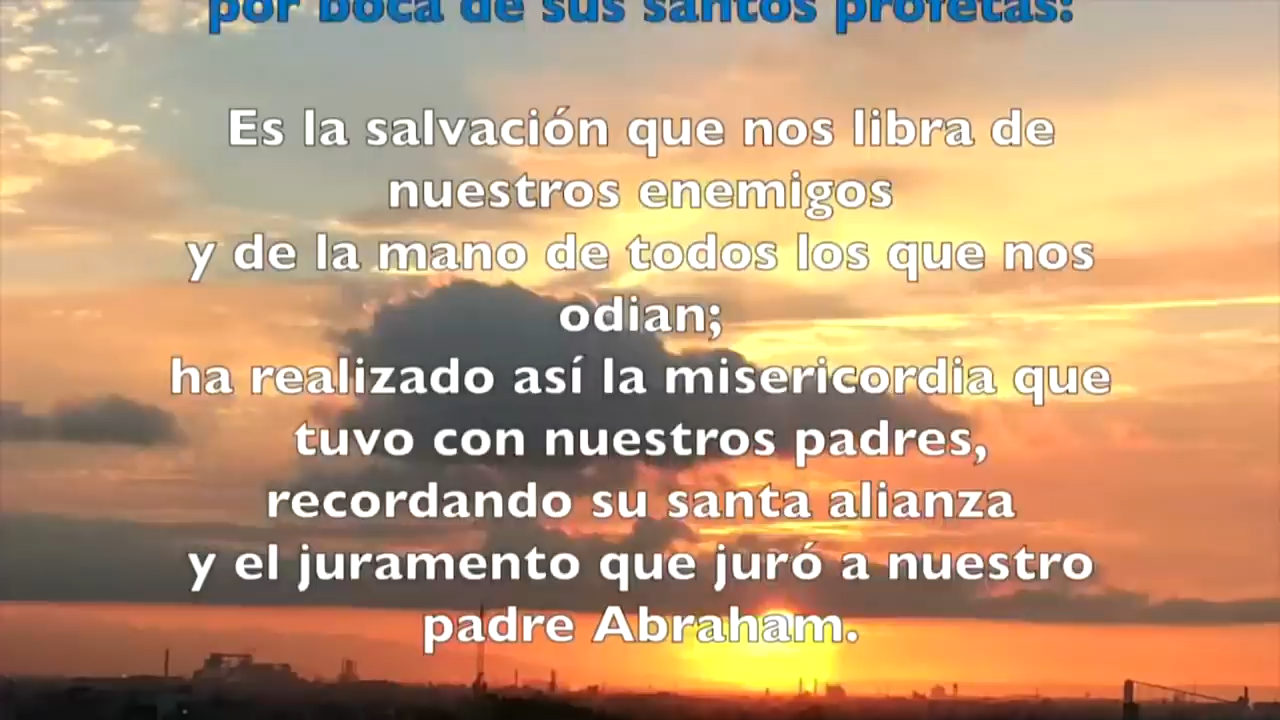 por boca de sus santos profetas:
Es la salvación que nos libra de
nuestros enemigos
y de la mano de todos los que nos
odian;
ha realizado así la misericordia que
tuvo con nuestros padres,
recordando su santa alianza
y el juramento que juró a nuestro
padre Abraham.